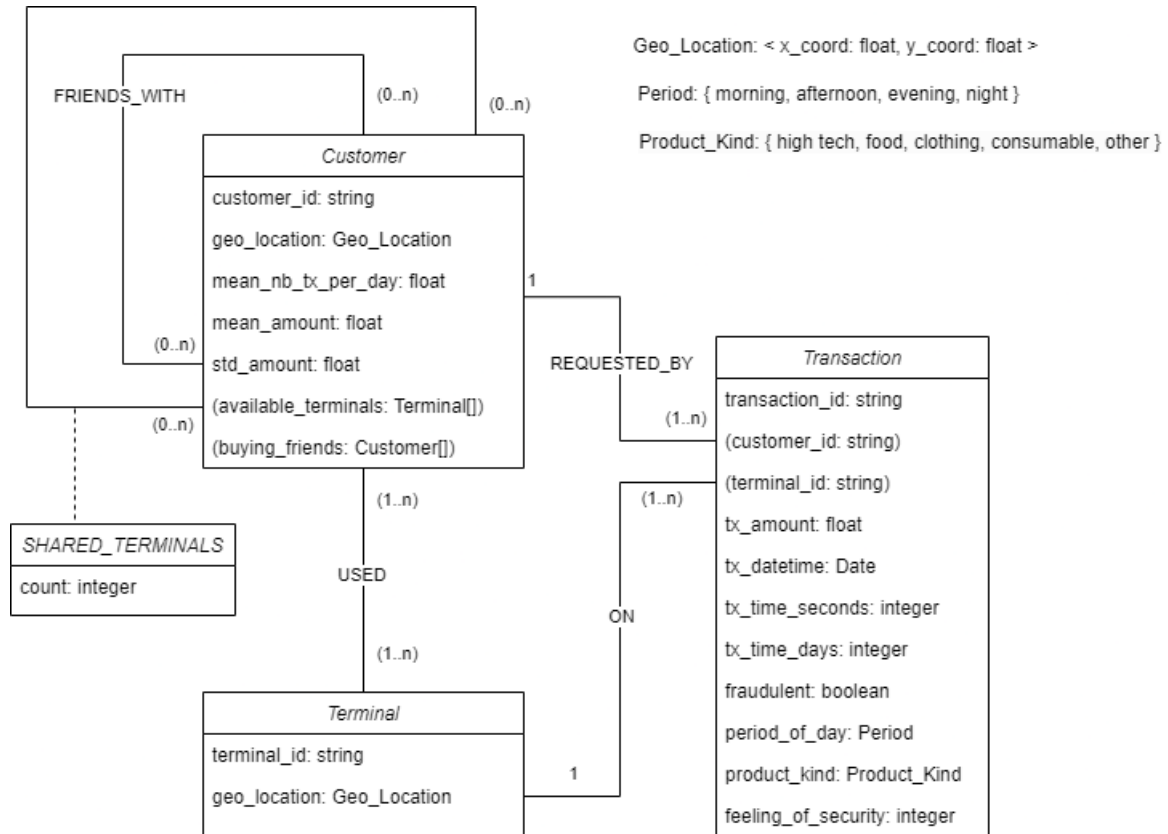 Geo_Location: < x_coord: float, y_coord: float >
Period: { morning, afternoon, evening, night }
Product_Kind: { high tech, food, clothing, consumable, other }
FRIENDS_WITH
(0..n)
(0..n)
Customer
customer_id: string
geo_location: Geo_Location
mean_nb_tx_per_day: float
mean_amount: float
std_amount: float
(available_terminals: Terminal[])
(buying_friends: Customer[])
(0..n)
(0..n)
1
REQUESTED_BY
(1..n)
(1..n)
Transaction
transaction_id: string
(customer_id: string)
(terminal_id: string)
tx_amount: float
tx_datetime: Date
tx_time_seconds: integer
tx_time_days: integer
fraudulent: boolean
period_of_day: Period
product_kind: Product_Kind
feeling_of_security: integer
SHARED_TERMINALS
count: integer
(1..n)
USED
(1..n)
ON
1
Terminal
terminal_id: string
geo_location: Geo_Location